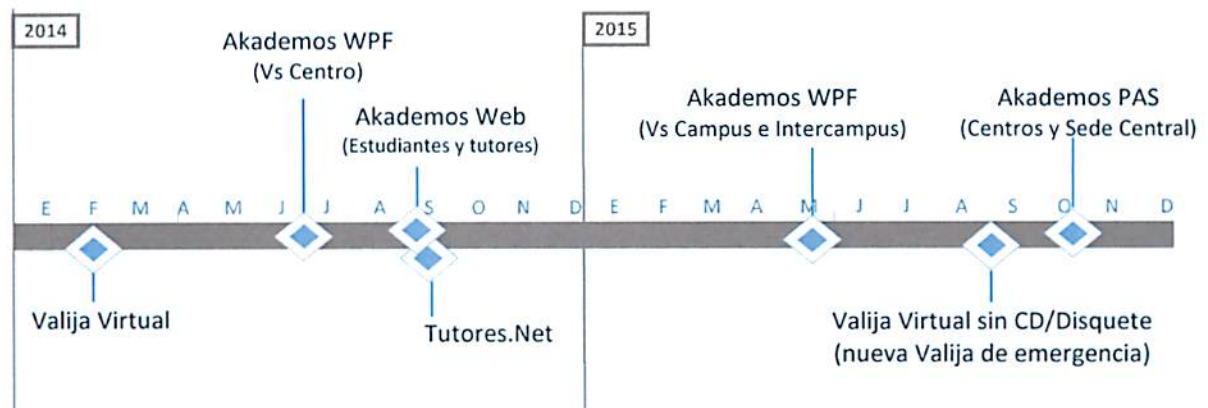 2014
2015
Akademos WPF
(Vs Centro)
Akademos Web
(Estudiantes y tutores)
Akademos WPF
(Vs Campus e Intercampus)
Akademos PAS
(Centros y Sede Central)
E F M A M J J A S O N D E F M A M J J A S O N D
Valija Virtual
Tutores.Net
Valija Virtual sin CD/Disquete
(nueva Valija de emergencia)